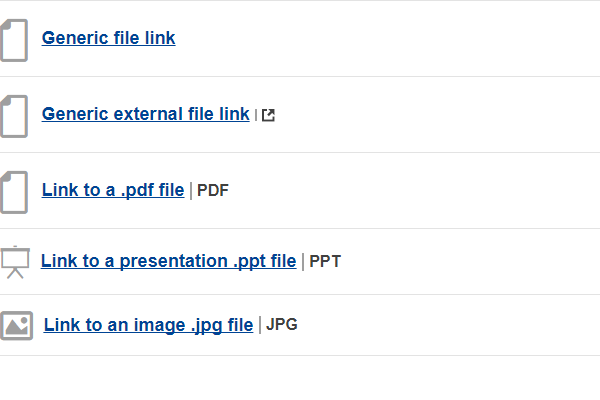 Generic file link
Generic external file link |
Link to a .pdf file | PDF
Link to a presentation .ppt file | PPT
Link to an image .jpg file | JPG